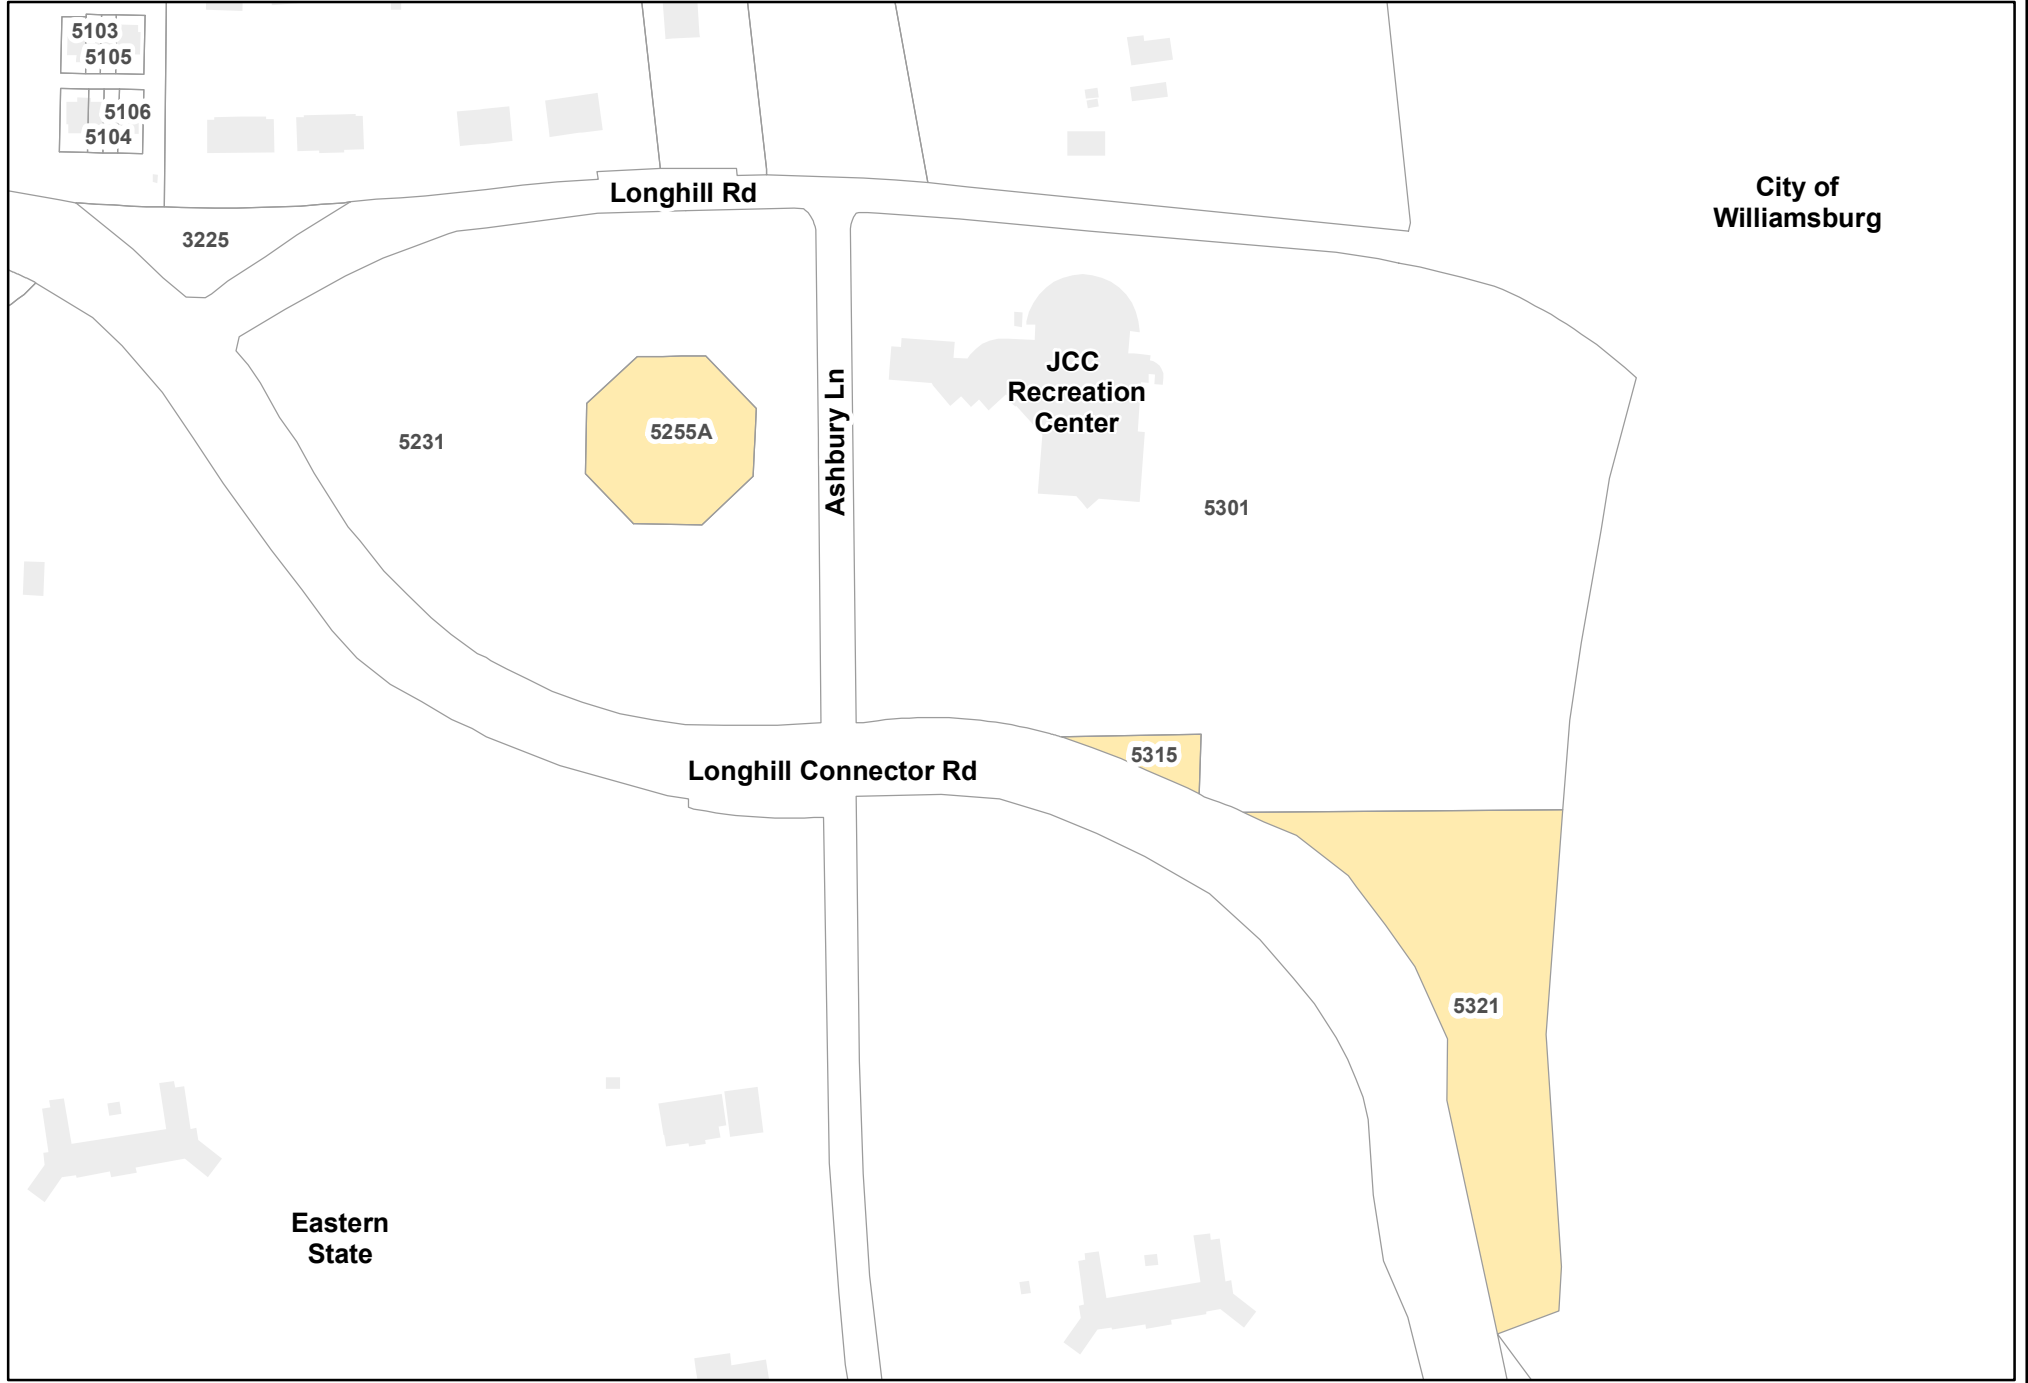 5103
5105
5106
5104
City of
Williamsburg
Longhill Rd
3225
JCC
Recreation
Center
Ashbury Ln
5255A
5231
5301
5315
Longhill Connector Rd
5321
Eastern
State